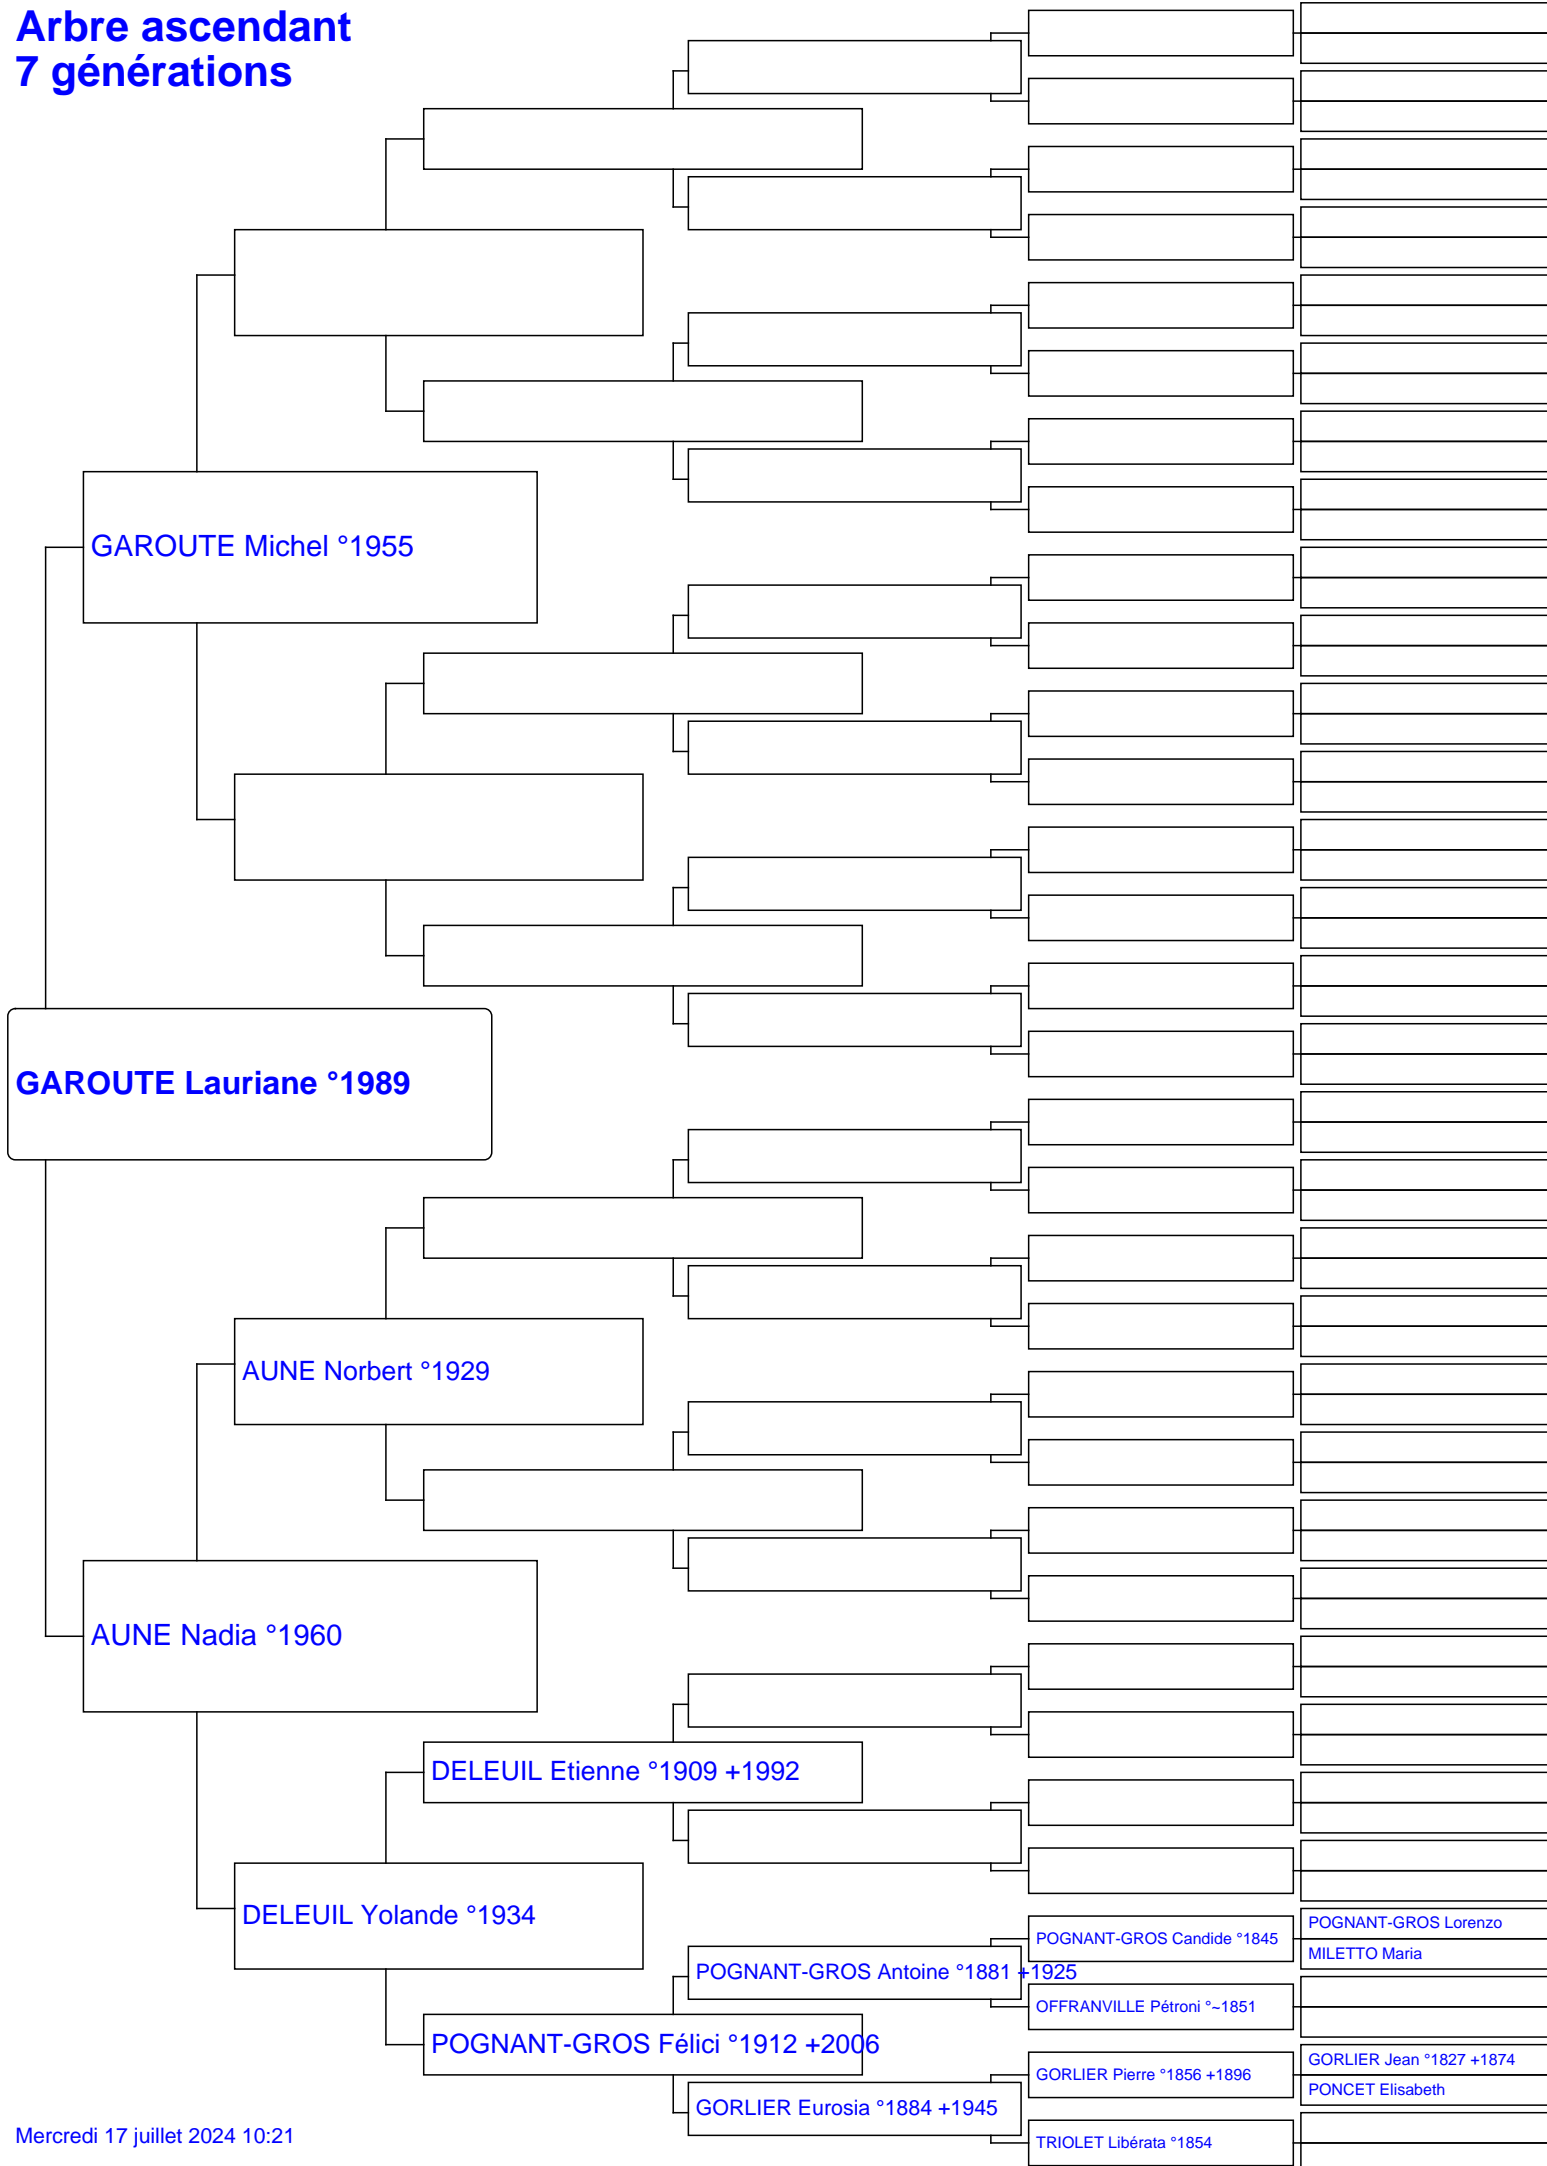 Arbre ascendant
7 générations
GAROUTE Michel °1955
GAROUTE Lauriane °1989
AUNE Norbert °1929
AUNE Nadia °1960
DELEUIL Etienne °1909 +1992
DELEUIL Yolande °1934
POGNANT-GROS Lorenzo
POGNANT-GROS Candide °1845
MILETTO Maria
POGNANT-GROS Antoine °1881 +1925
OFFRANVILLE Pétroni °~1851
POGNANT-GROS Félici °1912 +2006
GORLIER Jean °1827 +1874
GORLIER Pierre °1856 +1896
PONCET Elisabeth
GORLIER Eurosia °1884 +1945
TRIOLET Libérata °1854
Mercredi 17 juillet 2024 10:21